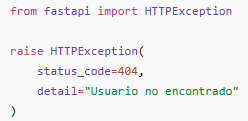 from fastapi import HTTPException
raise HTTPException(
    status_code=404,
    detail="Usuario no encontrado"
)